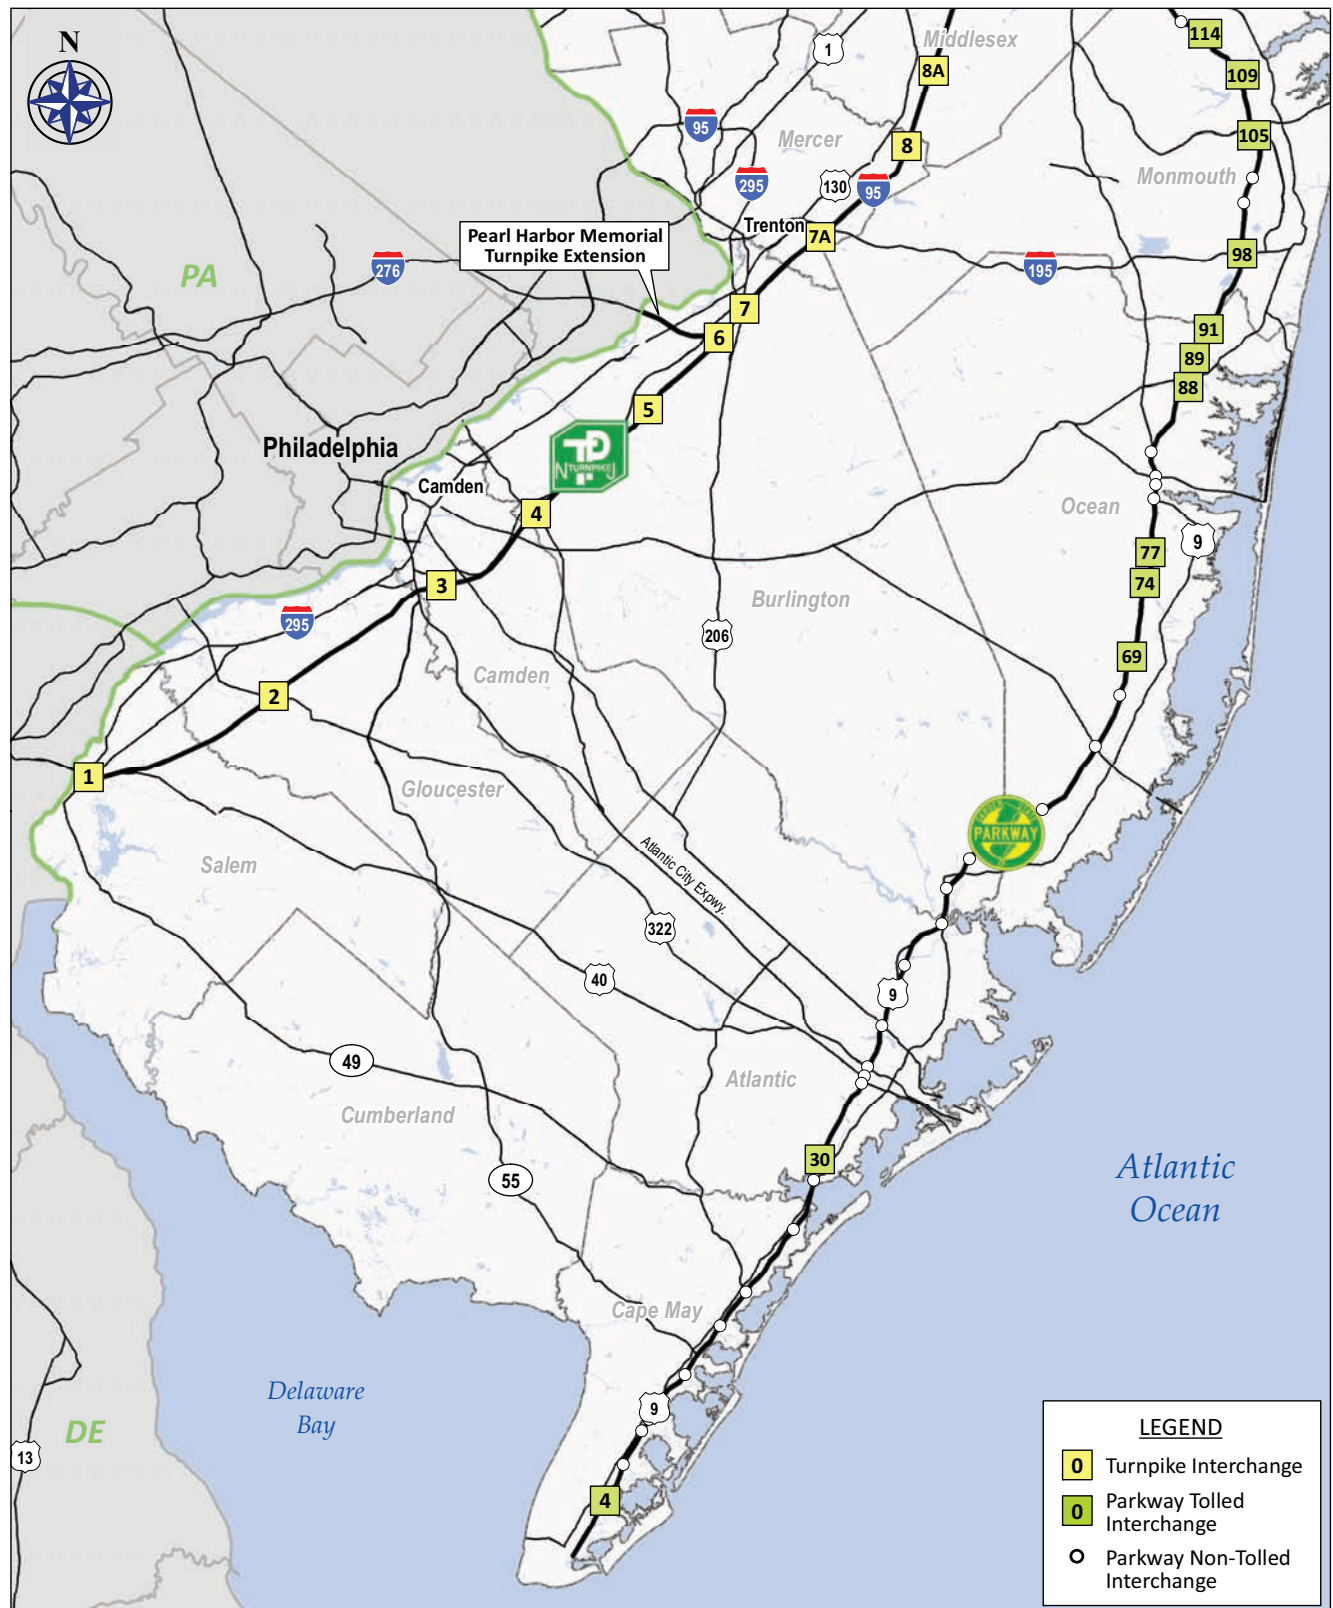 N
1
Middlesex
8A
114
109
95
Mercer
8
105
295
130
95
Monmouth
Trenton
7A
Pearl Harbor Memorial
Turnpike Extension
98
PA
276
195
7
6
91
89
88
5
Philadelphia
TP
NTURNPIKEJ
Camden
4
Ocean
9
77
3
74
Burlington
295
206
69
Camden
2
1
Gloucester
PARKWAY
Atlantic City Expwy.
Salem
322
40
9
49
Atlantic
Cumberland
30
Atlantic
Ocean
55
Cape May
Delaware
Bay
9
DE
13
4
LEGEND
0 Turnpike Interchange
0 Parkway Tolled
Interchange
Parkway Non-Tolled
Interchange